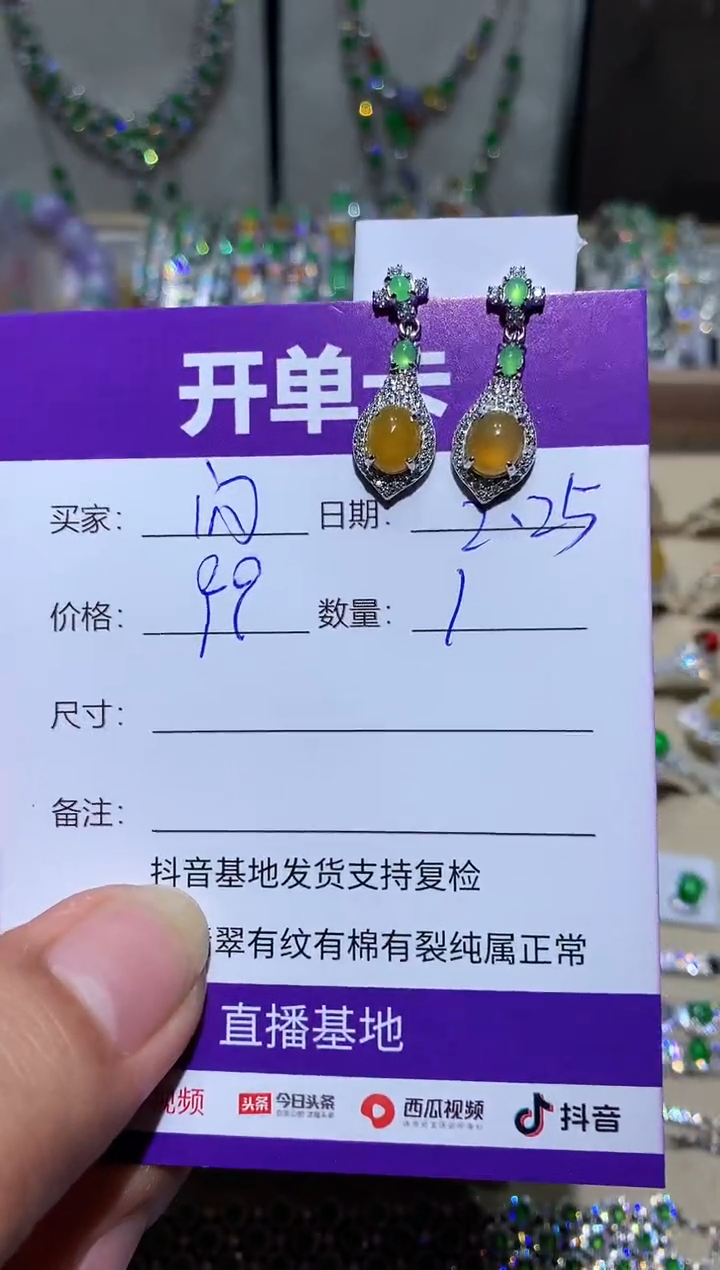 开单卡
买家： 闪 日期： 2.25
价格： 99 数量： 1
尺寸：
备注：
抖音基地发货支持复检
翠有纹有棉有裂纯属正常
直播基地
视频 头条 今日头条 西瓜视频 抖音